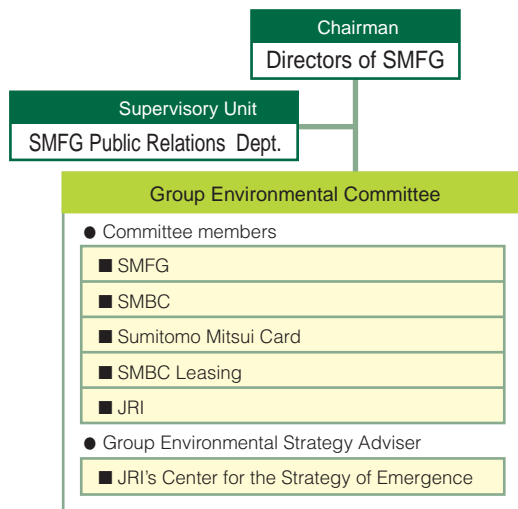 Chairman
Directors of SMFG
Supervisory Unit
SMFG Public Relations Dept.
Group Environmental Committee
● Committee members
■ SMFG
■ SMBC
■ Sumitomo Mitsui Card
■ SMBC Leasing
■ JRI
● Group Environmental Strategy Adviser
■ JRI's Center for the Strategy of Emergence